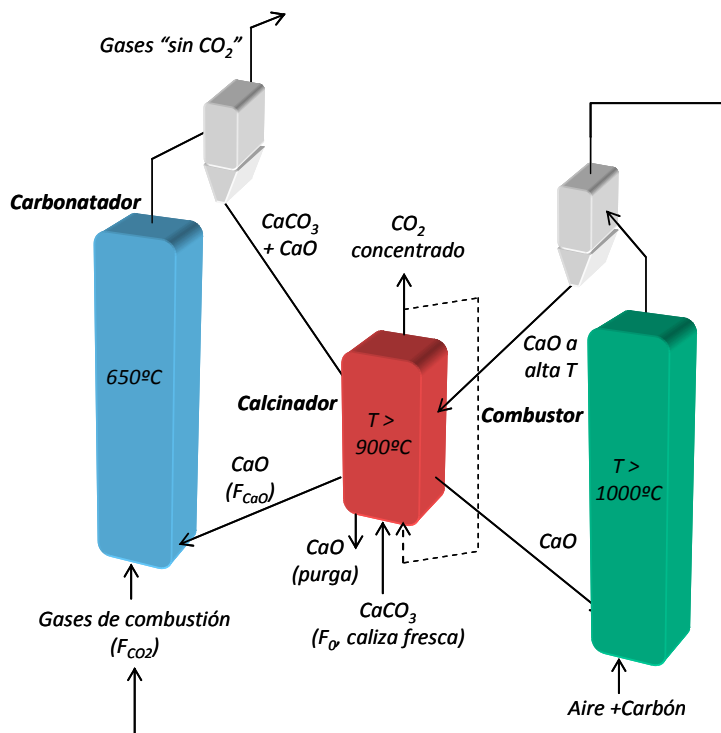 Gases “sin CO2”
Carbonatador
CaCO3
+ CaO
CO2
concentrado
650ºC
CaO a
alta T
Calcinador
T >
900ºC
Combustor
T >
1000ºC
CaO
(FCaO)
CaO
CaO
(purga)
CaCO3
(F0, caliza fresca)
Gases de combustión
(FCO2)
Aire +Carbón